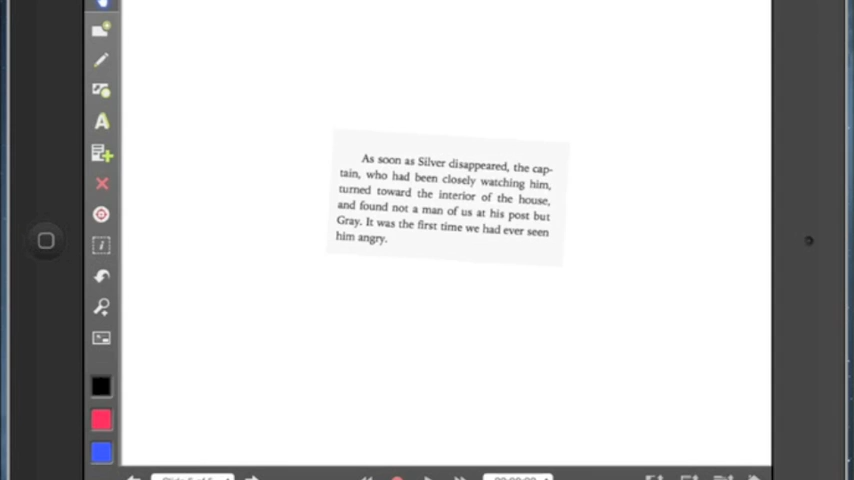 As soon as Silver disappeared, the cap-
tain, who had been closely watching him,
turned toward the interior of the house,
and found not a man of us at his post but
Gray. It was the first time we had ever seen
him angry.